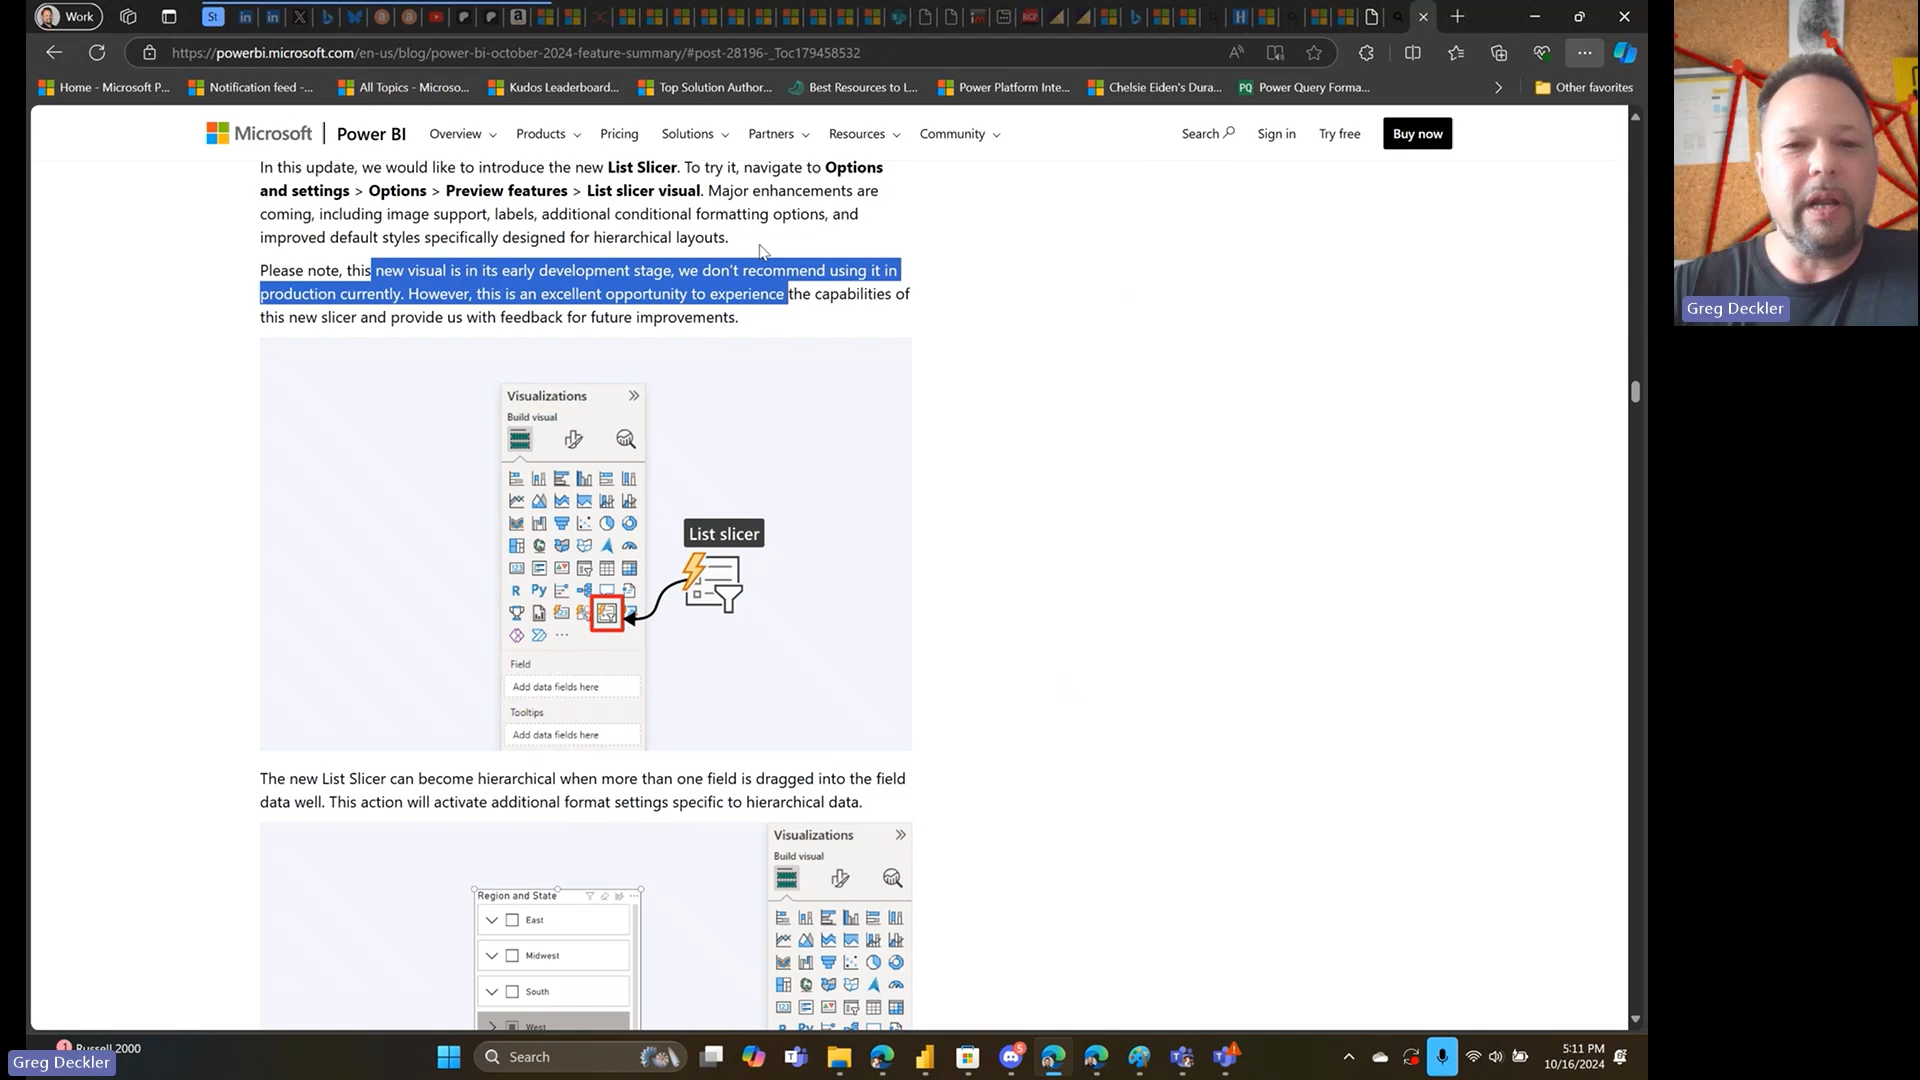 Work
https://powerbi.microsoft.com/en-us/blog/power-bi-october-2024-feature-summary/#post-28196-_Toc179458532
Home - Microsoft P...
Notification feed -...
All Topics - Microso...
Kudos Leaderboard...
Top Solution Author...
Best Resources to L...
Power Platform Inte...
Chelsie Eiden's Dura...
PQ Power Query Forma...
Other favorites
Microsoft
Power BI
Overview
Products
Pricing
Solutions
Partners
Resources
Community
Search
Sign in
Try free
Buy now
In this update, we would like to introduce the new List Slicer. To try it, navigate to Options
and settings > Options > Preview features > List slicer visual. Major enhancements are
coming, including image support, labels, additional conditional formatting options, and
improved default styles specifically designed for hierarchical layouts.
Please note, this new visual is in its early development stage, we don't recommend using it in
production currently. However, this is an excellent opportunity to experience the capabilities of
this new slicer and provide us with feedback for future improvements.
Visualizations
Build visual
List slicer
R
Py
123
Field
Add data fields here
Tooltips
Add data fields here
The new List Slicer can become hierarchical when more than one field is dragged into the field
data well. This action will activate additional format settings specific to hierarchical data.
Region and State
East
Midwest
South
West
Visualizations
Build visual
Greg Deckler
Russell 2000
Greg Deckler
Search
5
5:11 PM
10/16/2024